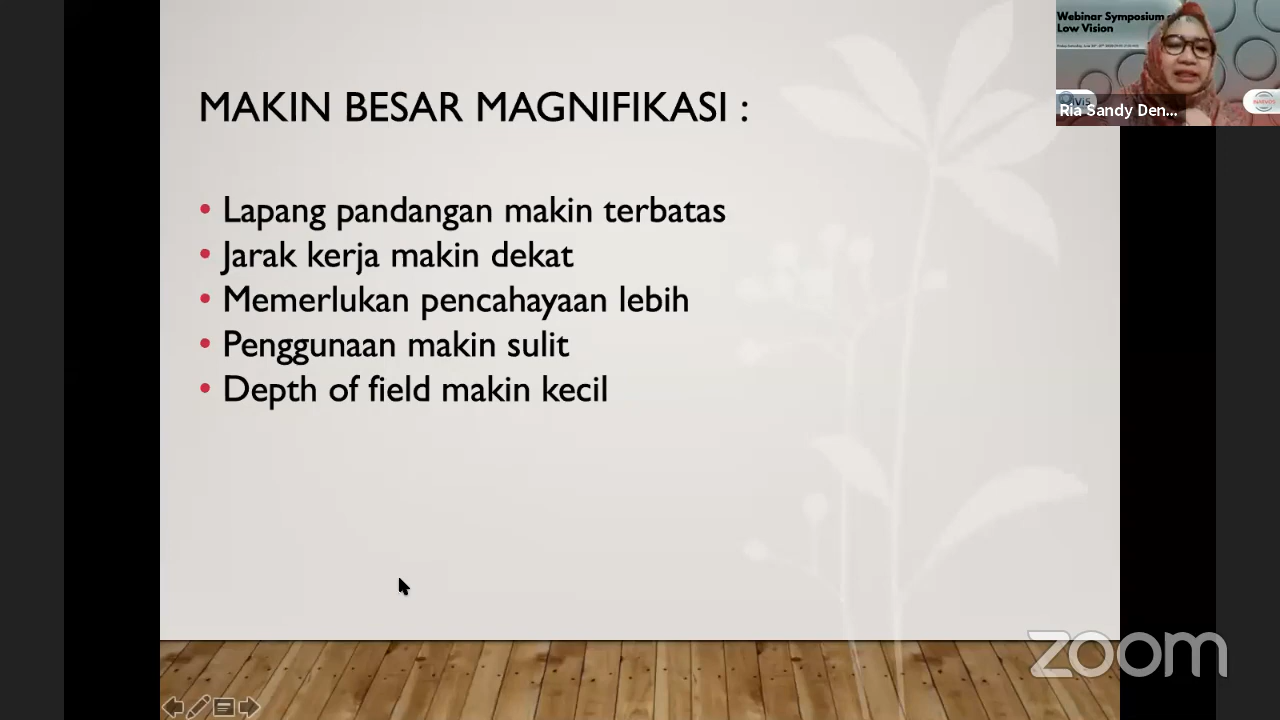 MAKIN BESAR MAGNIFIKASI :
• Lapang pandangan makin terbatas
• Jarak kerja makin dekat
• Memerlukan pencahayaan lebih
• Penggunaan makin sulit
• Depth of field makin kecil
Webinar Symposium
Low Vision
Ria Sandy Den...
zoom